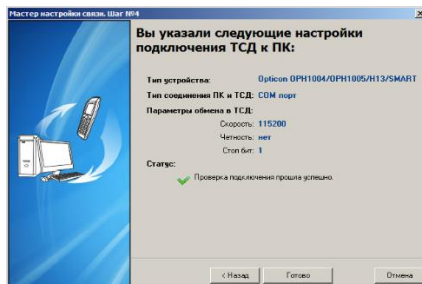 Мастер настройки связи. Шаг №4
Вы указали следующие настройки
подключения ТСД к ПК:
Тип устройства: Opticon OPH1004/OPH1005/H13/SMART
Тип соединения ПК и ТСД: COM порт
Параметры обмена в ТСД:
Скорость: 115200
Четность: нет
Стоп бит: 1
Статус:
Проверка подключения прошла успешно.
< Назад
Готово
Отмена